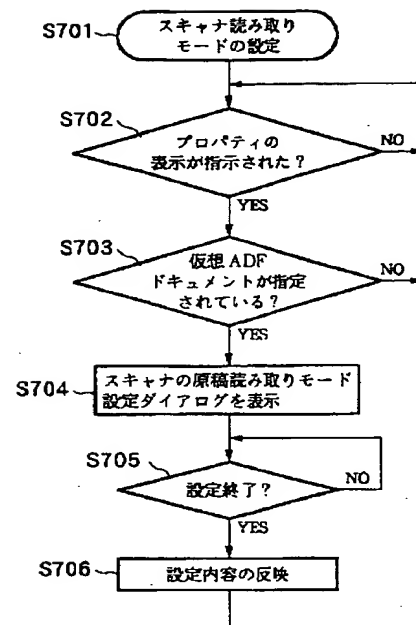 S701
スキャナ読み取り
モードの設定
S702
プロパティの
表示が指示された?
NO
YES
S703
仮想ADF
ドキュメントが指定
されている?
NO
YES
S704
スキャナの原稿読み取りモード
設定ダイアログを表示
S705
設定終了?
NO
YES
S706
設定内容の反映